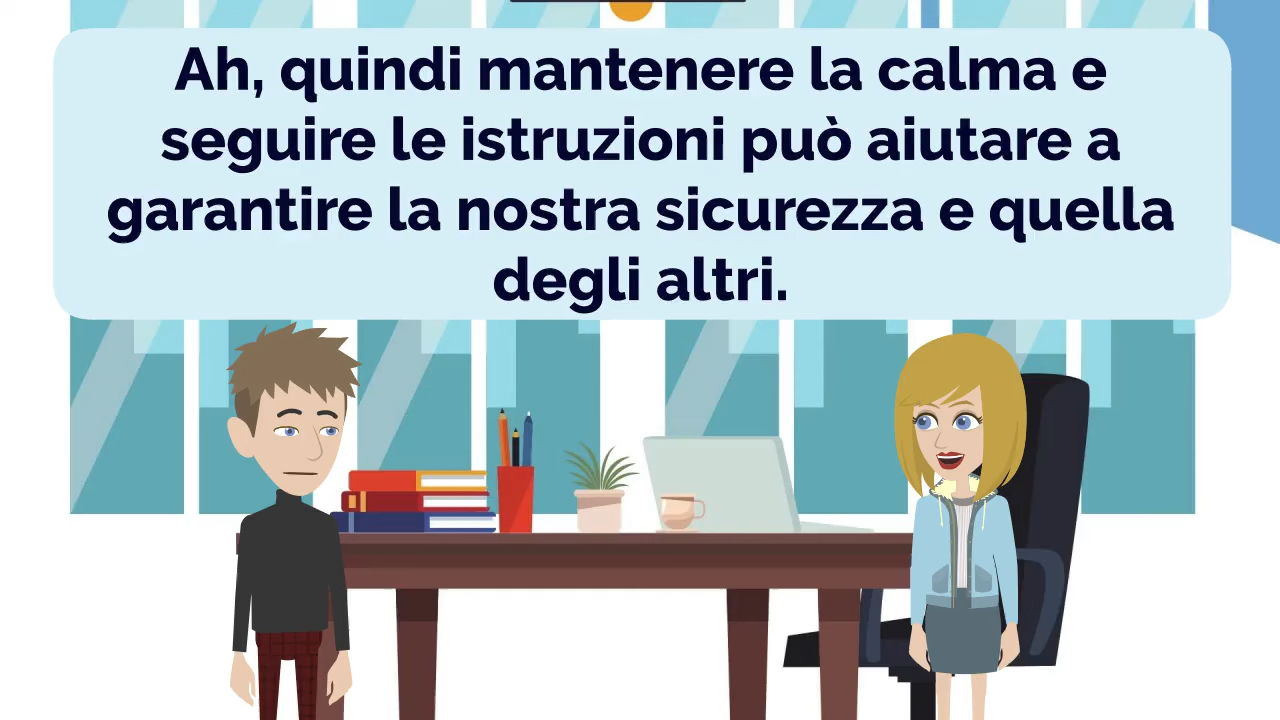 Ah, quindi mantenere la calma e
seguire le istruzioni può aiutare a
garantire la nostra sicurezza e quella
degli altri.